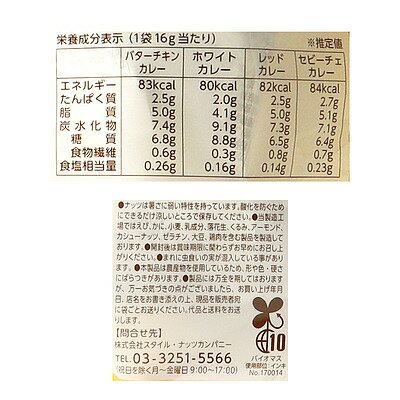 栄養成分表示(1袋16g当たり) ※推定値
バターチキンカレー ホワイトカレー レッドカレー セビーチェカレー
エネルギー 83kcal 80kcal 82kcal 84kcal
たんぱく質 2.5g 2.0g 2.5g 2.7g
脂質 5.0g 4.1g 5.0g 5.1g
炭水化物 7.4g 9.1g 7.3g 7.1g
糖質 6.8g 8.8g 6.5g 6.4g
食物繊維 0.6g 0.3g 0.8g 0.7g
食塩相当量 0.26g 0.16g 0.14g 0.23g
●ナッツは暑さに弱い特性を持っています。酸化を防ぐため
にできるだけ涼しいところで保存してください。●当製造工
場ではえび、かに、小麦、乳成分、落花生、くるみ、アーモンド、
カシューナッツ、ゼラチン、大豆、鶏肉を含む製品を製造して
おります。●開封後は賞味期限に関わらずお早めにお召し上
がりください。●まれに虫食いの実が混入している事があり
ます。●本製品は農産物を使用しているため、形や色・硬さ
にばらつきがあります。●製品には万全を期してはおります
が、万一お気づきの点がございましたら、お買い上げ年月
日、店名をお書き添えの上、現品を販売者宛
に袋ごとお送りください。代品と送料をお送
りします。
【問合せ先】
株式会社スタイル・ナッツカンパニー
TEL. 03-3251-5566
(祝日を除く月〜金曜日 9:00〜17:00)
10
バイオマス
使用部位:インキ
No.170014